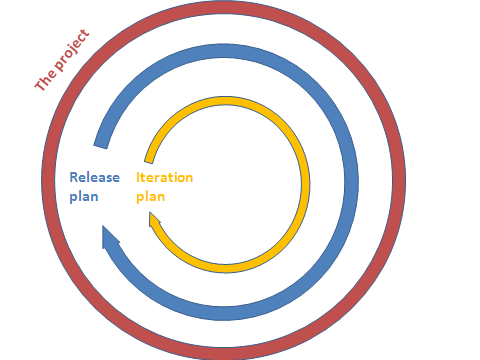 The project
Release
plan
Iteration
plan